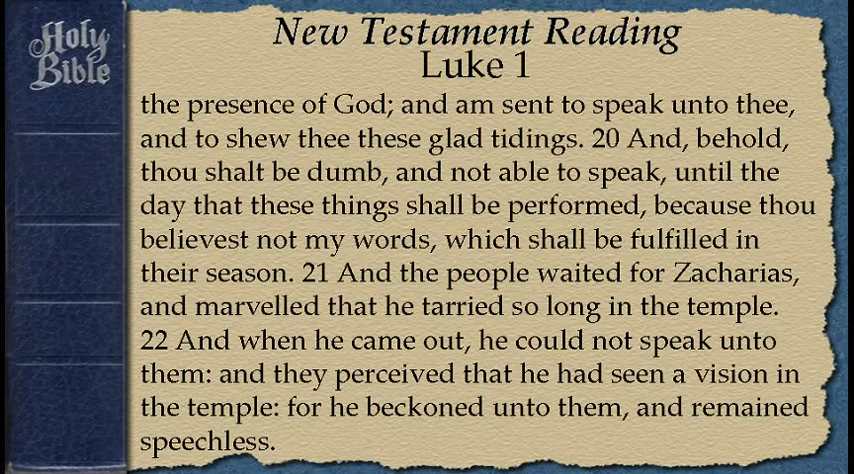 Holy
Bible
New Testament Reading
Luke 1
the presence of God; and am sent to speak unto thee,
and to shew thee these glad tidings. 20 And, behold,
thou shalt be dumb, and not able to speak, until the
day that these things shall be performed, because thou
believest not my words, which shall be fulfilled in
their season. 21 And the people waited for Zacharias,
and marvelled that he tarried so long in the temple.
22 And when he came out, he could not speak unto
them: and they perceived that he had seen a vision in
the temple: for he beckoned unto them, and remained
speechless.